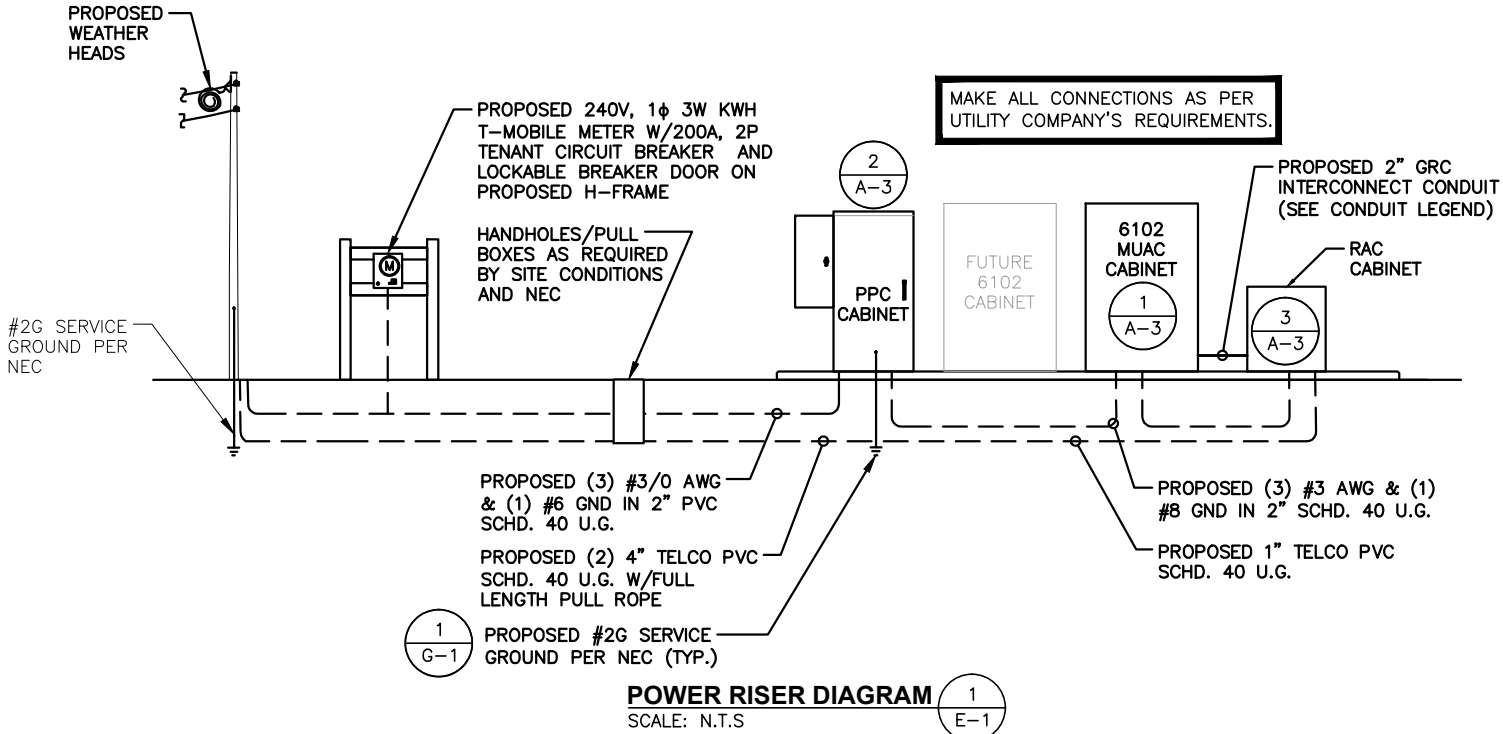 PROPOSED
WEATHER
HEADS
PROPOSED 240V, 1ϕ 3W KWH
T-MOBILE METER W/200A, 2P
TENANT CIRCUIT BREAKER AND
LOCKABLE BREAKER DOOR ON
PROPOSED H-FRAME
MAKE ALL CONNECTIONS AS PER
UTILITY COMPANY'S REQUIREMENTS.
2
A-3
PROPOSED 2" GRC
INTERCONNECT CONDUIT
(SEE CONDUIT LEGEND)
HANDHOLES/PULL
BOXES AS REQUIRED
BY SITE CONDITIONS
AND NEC
M
PPC
CABINET
FUTURE
6102
CABINET
6102
MUAC
CABINET
1
A-3
RAC
CABINET
3
A-3
#2G SERVICE
GROUND PER
NEC
PROPOSED (3) #3/0 AWG
& (1) #6 GND IN 2" PVC
SCHD. 40 U.G.
PROPOSED (2) 4" TELCO PVC
SCHD. 40 U.G. W/FULL
LENGTH PULL ROPE
1
G-1
PROPOSED #2G SERVICE
GROUND PER NEC (TYP.)
PROPOSED (3) #3 AWG & (1)
#8 GND IN 2" SCHD. 40 U.G.
PROPOSED 1" TELCO PVC
SCHD. 40 U.G.
POWER RISER DIAGRAM
SCALE: N.T.S
1
E-1